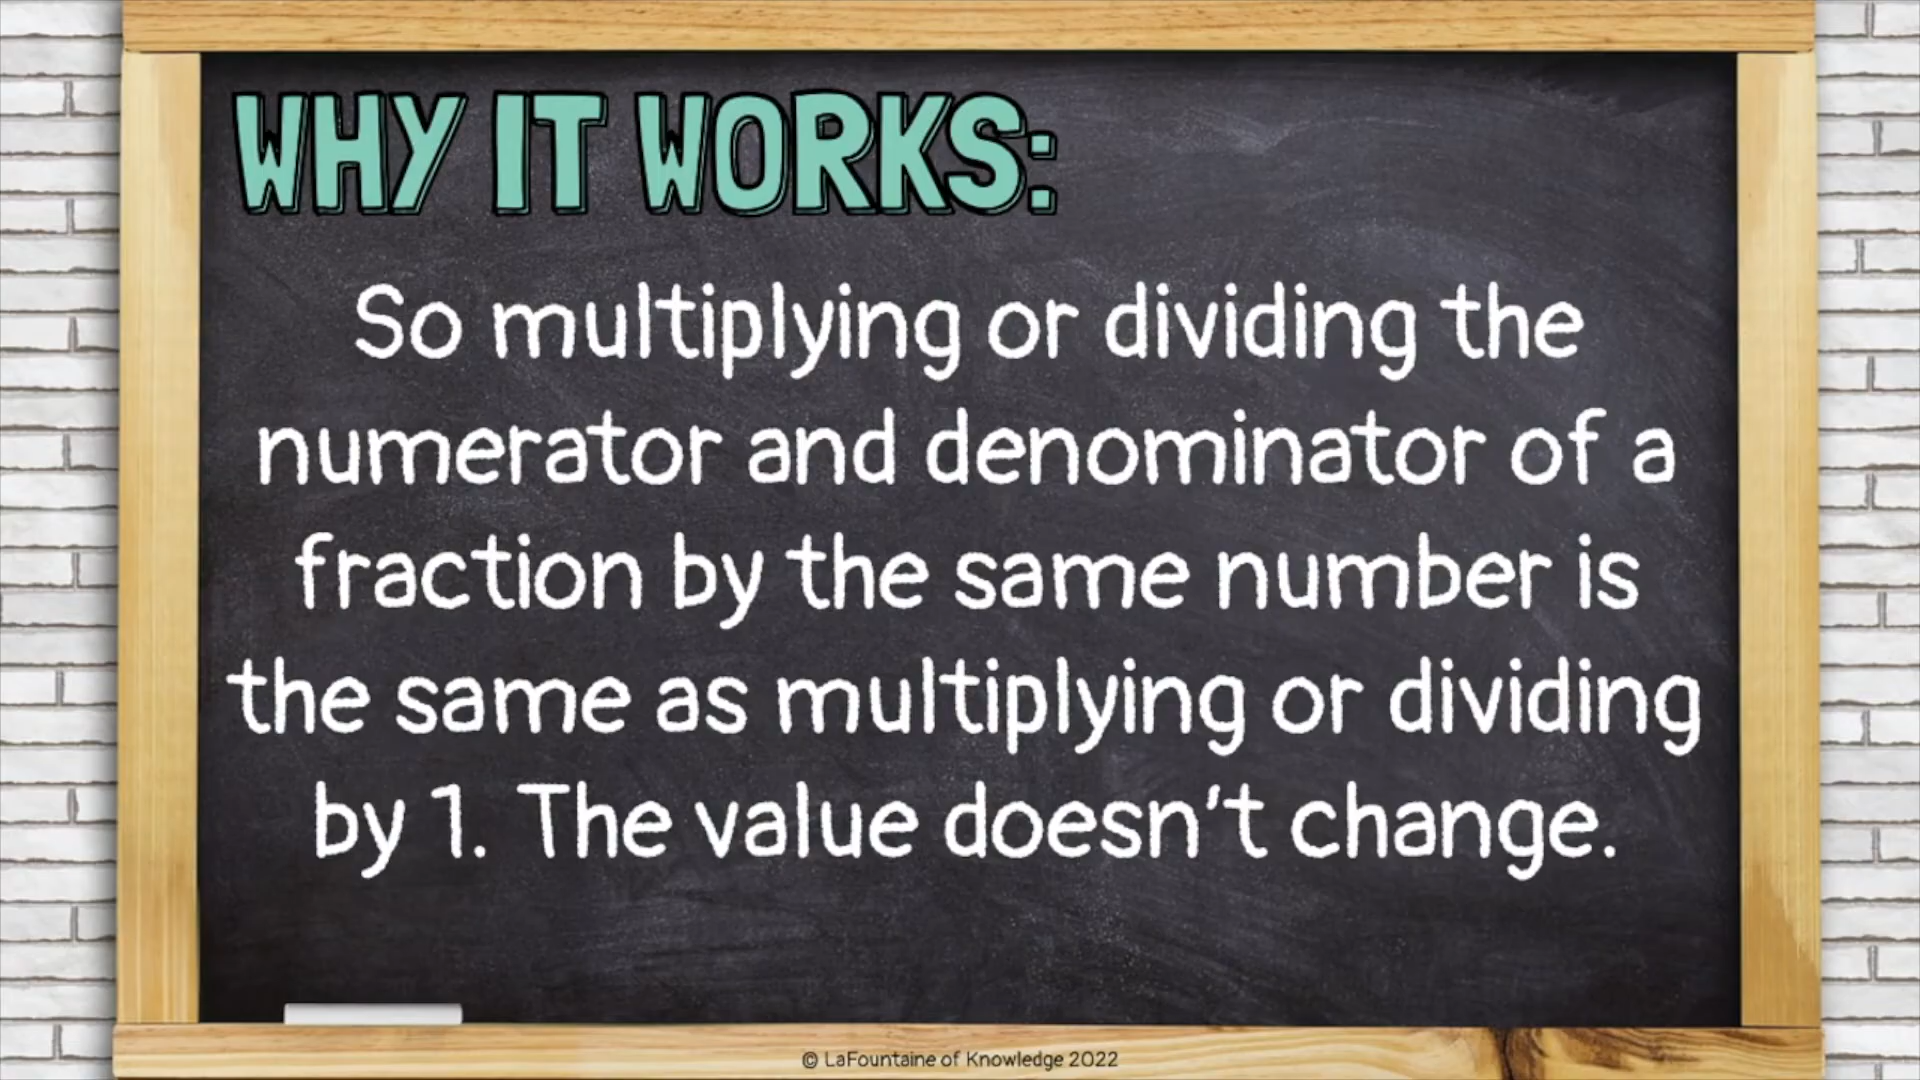 WHY IT WORKS:
So multiplying or dividing the
numerator and denominator of a
fraction by the same number is
the same as multiplying or dividing
by 1. The value doesn't change.
© LaFountaine of Knowledge 2022